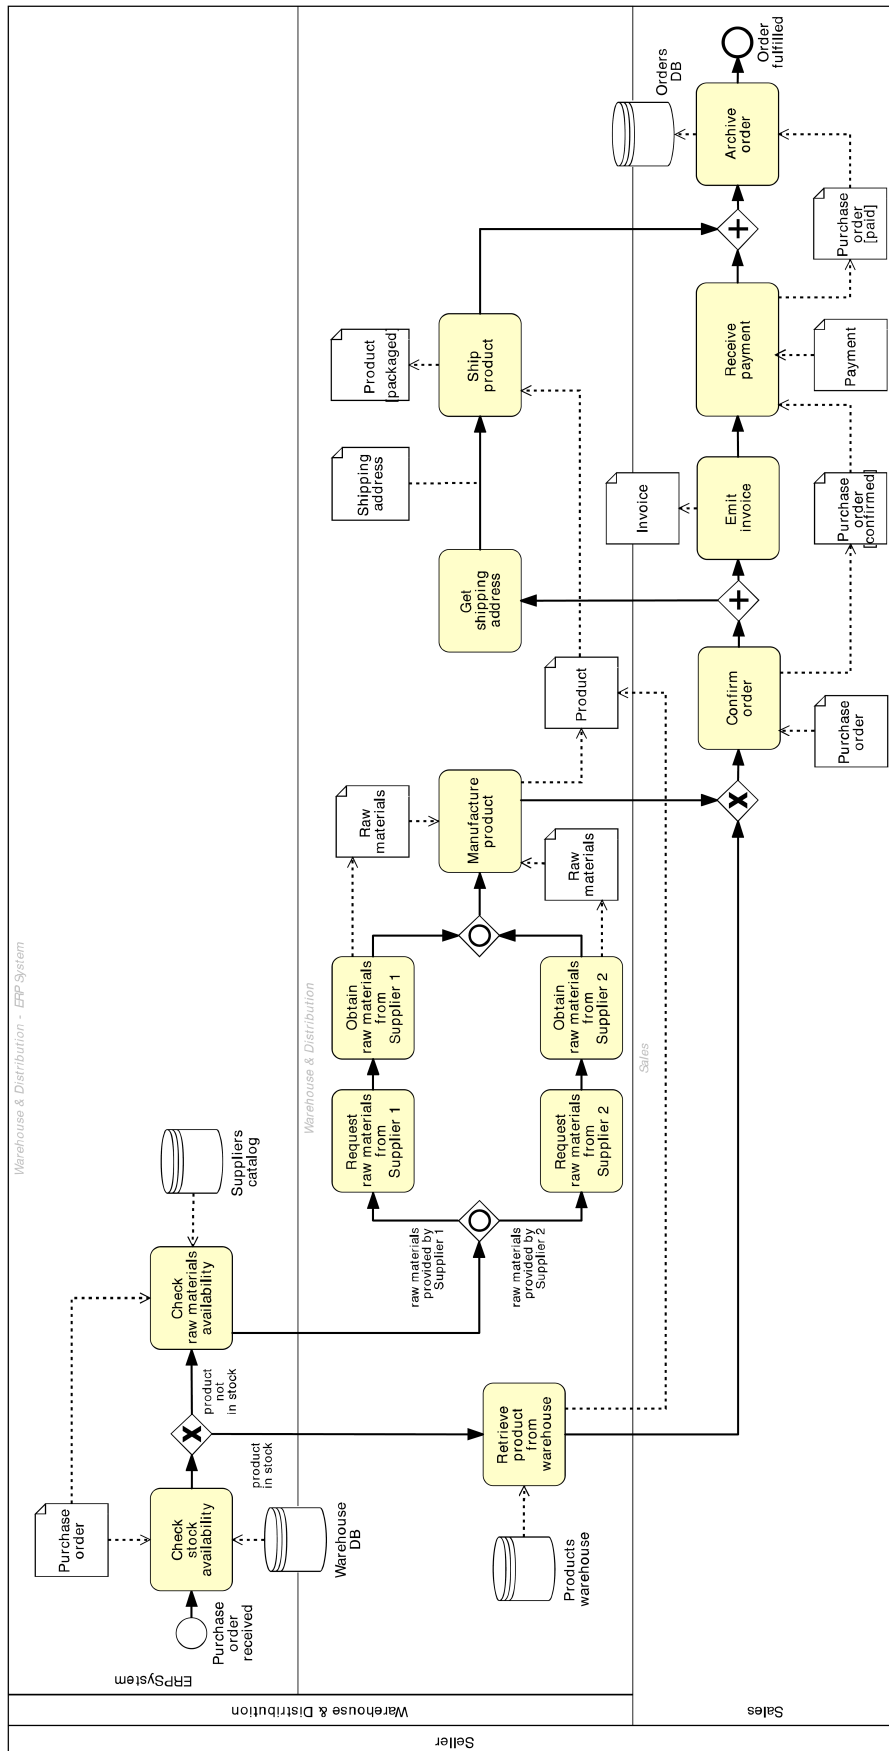 Seller
Warehouse & Distribution
Sales
ERPSystem
Warehouse & Distribution - ERP System
Warehouse & Distribution
Sales
Purchase
order
received
Purchase
order
Check
stock
availability
Warehouse
DB
product
not
in stock
product
in stock
Check
raw materials
availability
Suppliers
catalog
Products
warehouse
Retrieve
product
from
warehouse
raw materials
provided by
Supplier 1
raw materials
provided by
Supplier 2
Request
raw materials
from
Supplier 1
Request
raw materials
from
Supplier 2
Obtain
raw materials
from
Supplier 1
Obtain
raw materials
from
Supplier 2
Raw
materials
Raw
materials
Manufacture
product
Product
Purchase
order
Confirm
order
Get
shipping
address
Shipping
address
Ship
product
Product
[packaged]
Invoice
Emit
invoice
Purchase
order
[confirmed]
Payment
Receive
payment
Purchase
order
[paid]
Archive
order
Orders
DB
Order
fulfilled